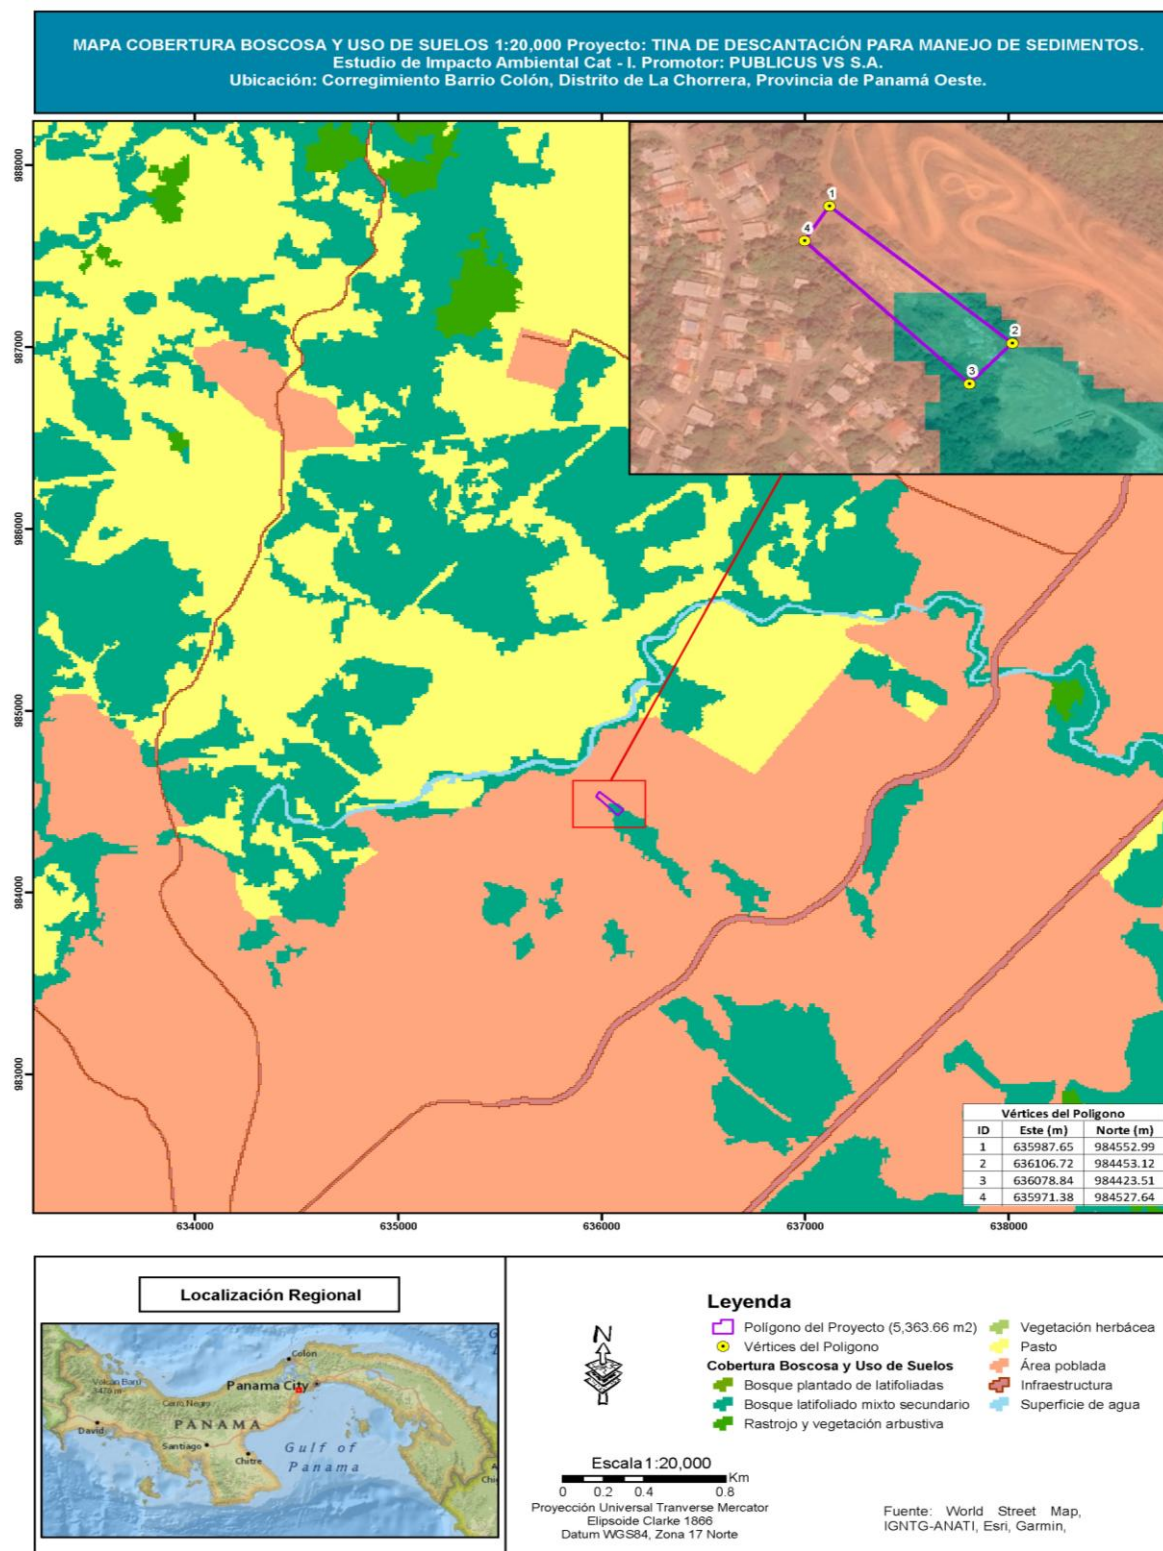 MAPA COBERTURA BOSCOSA Y USO DE SUELOS 1:20,000 Proyecto: TINA DE DESCANTACIÓN PARA MANEJO DE SEDIMENTOS.
Estudio de Impacto Ambiental Cat - I. Promotor: PUBLICUS VS S.A.
Ubicación: Corregimiento Barrio Colón, Distrito de La Chorrera, Provincia de Panamá Oeste.
988000
987000
986000
985000
984000
983000
1
4
2
3
Vértices del Poligono
ID Este (m) Norte (m)
1 635987.65 984552.99
2 636106.72 984453.12
3 636078.84 984423.51
4 635971.38 984527.64
634000 635000 636000 637000 638000
Localización Regional
Colon
Volcán Barú
Panama City
Cerro Negro
PANAMA
David
Santiago
Chitre
Gulf of
Panama
N
Escala 1:20,000
Km
0 0.2 0.4 0.8
Proyección Universal Tranverse Mercator
Elipsoide Clarke 1866
Datum WGS84, Zona 17 Norte
Leyenda
Polígono del Proyecto (5,363.66 m2)
Vértices del Poligono
Cobertura Boscosa y Uso de Suelos
Bosque plantado de latifoliadas
Bosque latifoliado mixto secundario
Rastrojo y vegetación arbustiva
Vegetación herbácea
Pasto
Área poblada
Infraestructura
Superficie de agua
Fuente: World Street Map,
IGNTG-ANATI, Esri, Garmin,